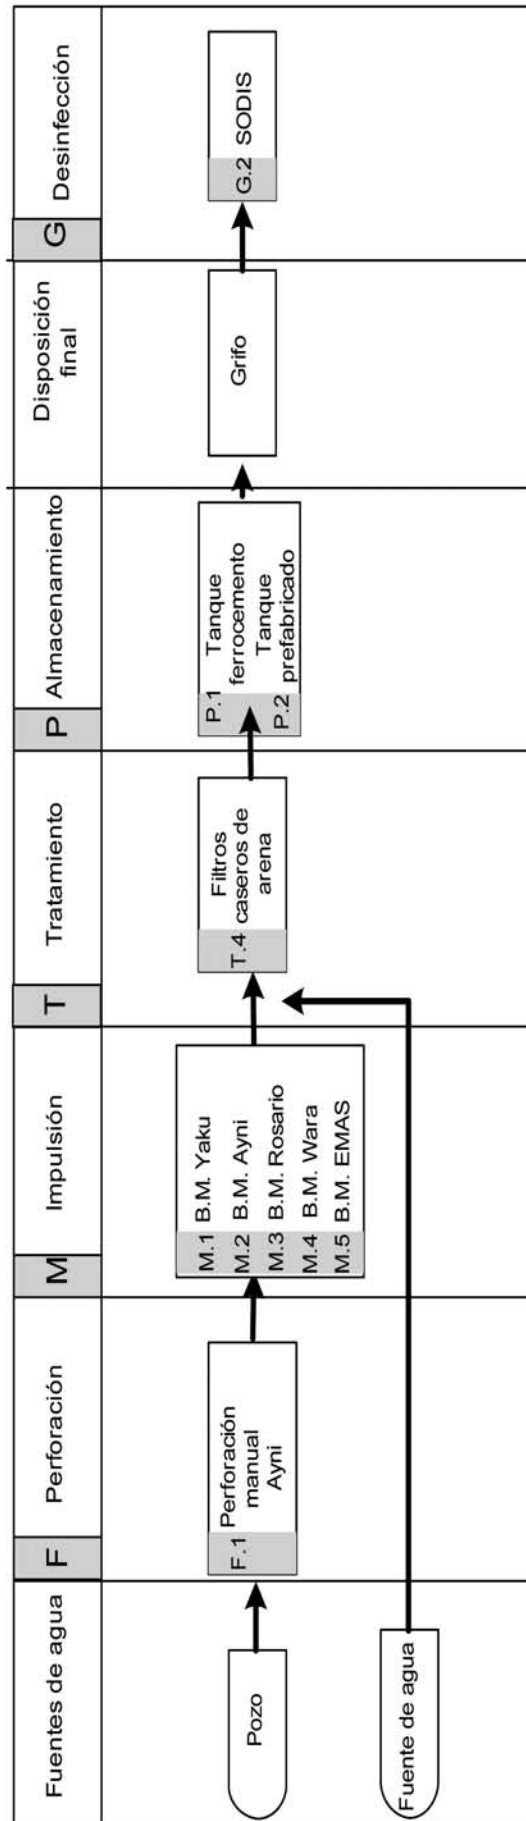 Fuentes de agua
F Perforación
M Impulsión
T Tratamiento
P Almacenamiento
Disposición
final
G Desinfección
Pozo
F.1 Perforación
manual
Ayni
M.1 B.M. Yaku
M.2 B.M. Ayni
M.3 B.M. Rosario
M.4 B.M. Wara
M.5 B.M. EMAS
Filtros
T.4 caseros de
arena
P.1 Tanque
ferrocemento
Tanque
P.2 prefabricado
Grifo
G.2 SODIS
Fuente de agua